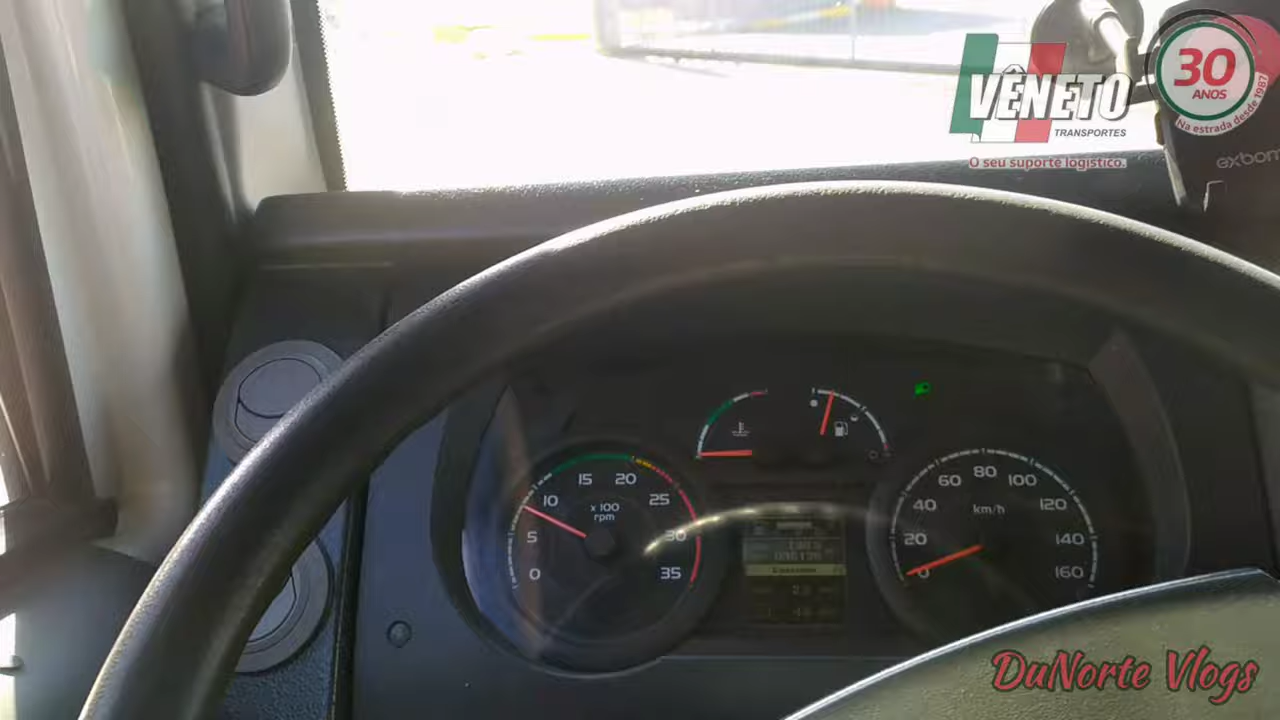 VÊNETO
TRANSPORTES
O seu suporte logístico.
30
ANOS
Na estrada desde 1987
exbom
0
5
10
15
20
25
30
35
x 100
rpm
0
20
40
60
80
100
120
140
160
km/h
DuNorte Vlogs